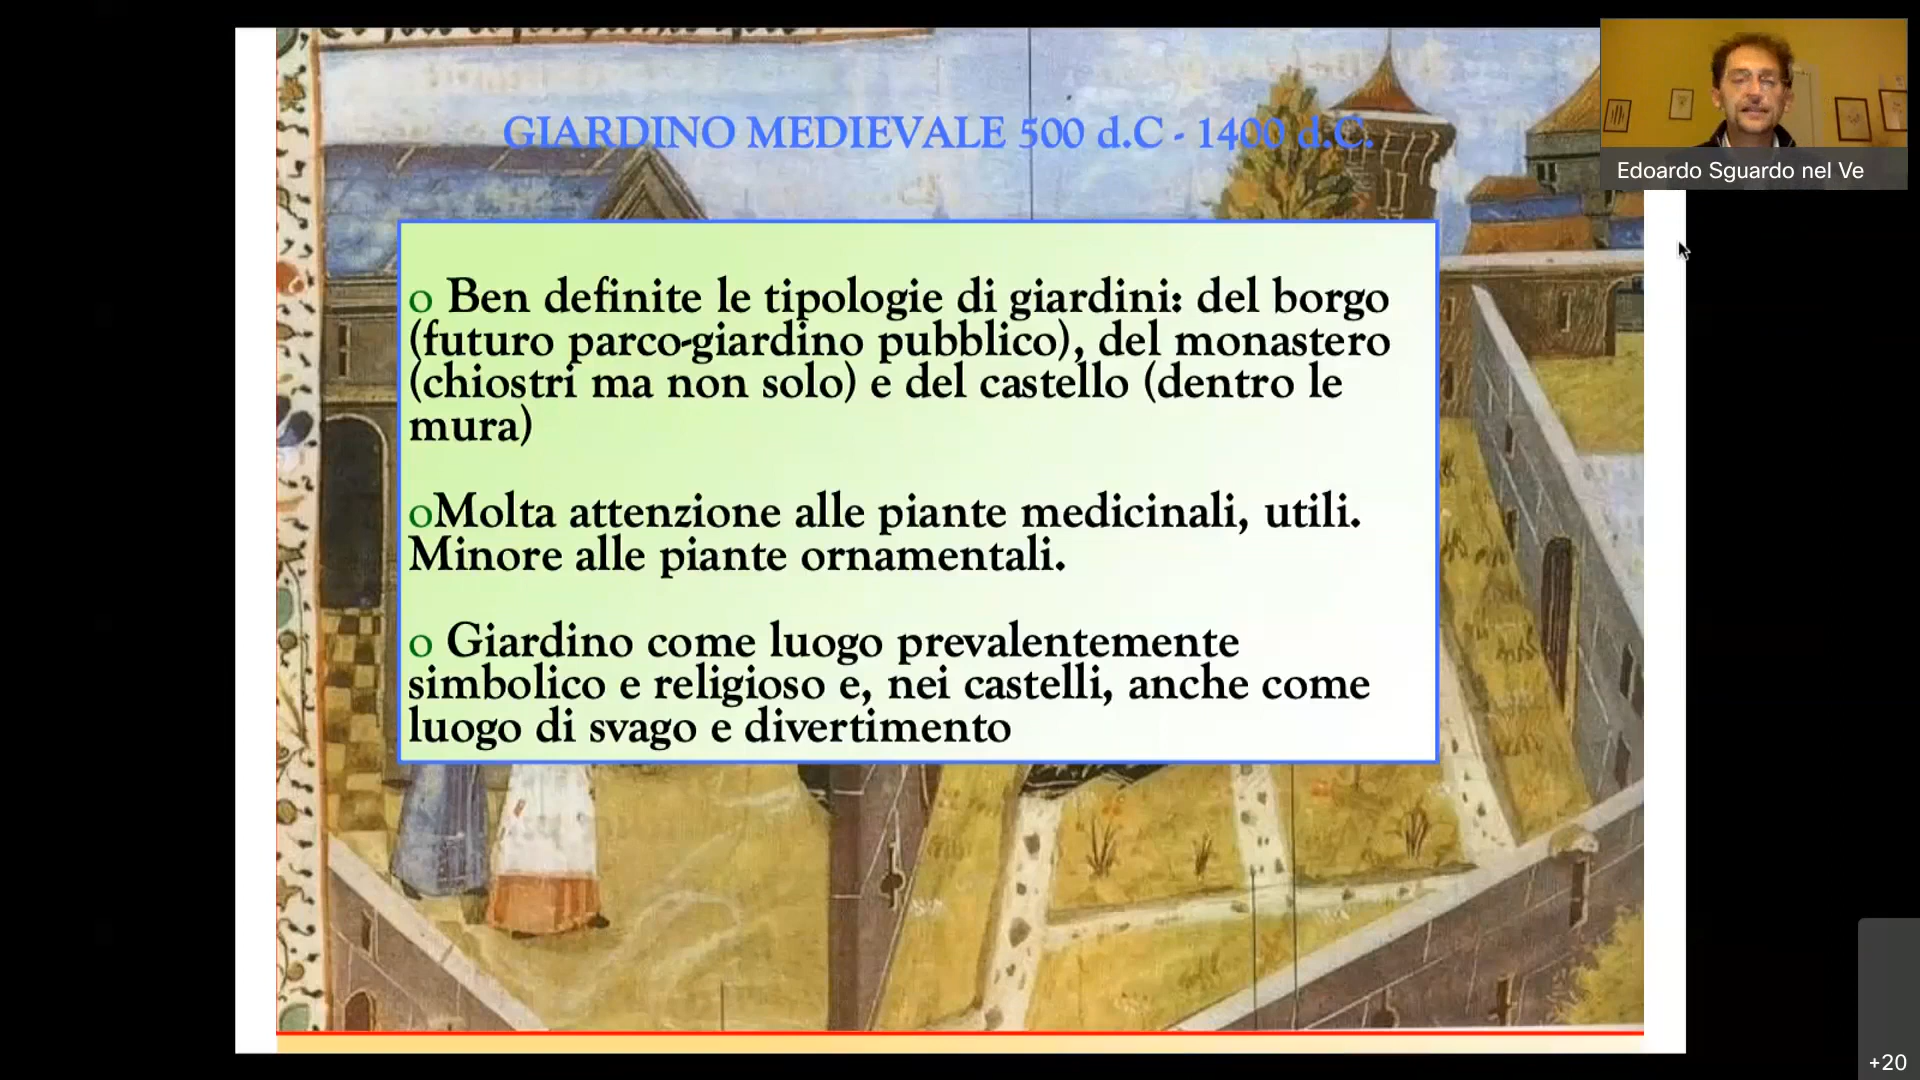 GIARDINO MEDIEVALE 500 d.C - 1400 d.C.
Edoardo Sguardo nel Ve
o Ben definite le tipologie di giardini: del borgo
(futuro parco-giardino pubblico), del monastero
(chiostri ma non solo) e del castello (dentro le
mura)
oMolta attenzione alle piante medicinali, utili.
Minore alle piante ornamentali.
o Giardino come luogo prevalentemente
simbolico e religioso e, nei castelli, anche come
luogo di svago e divertimento
+20